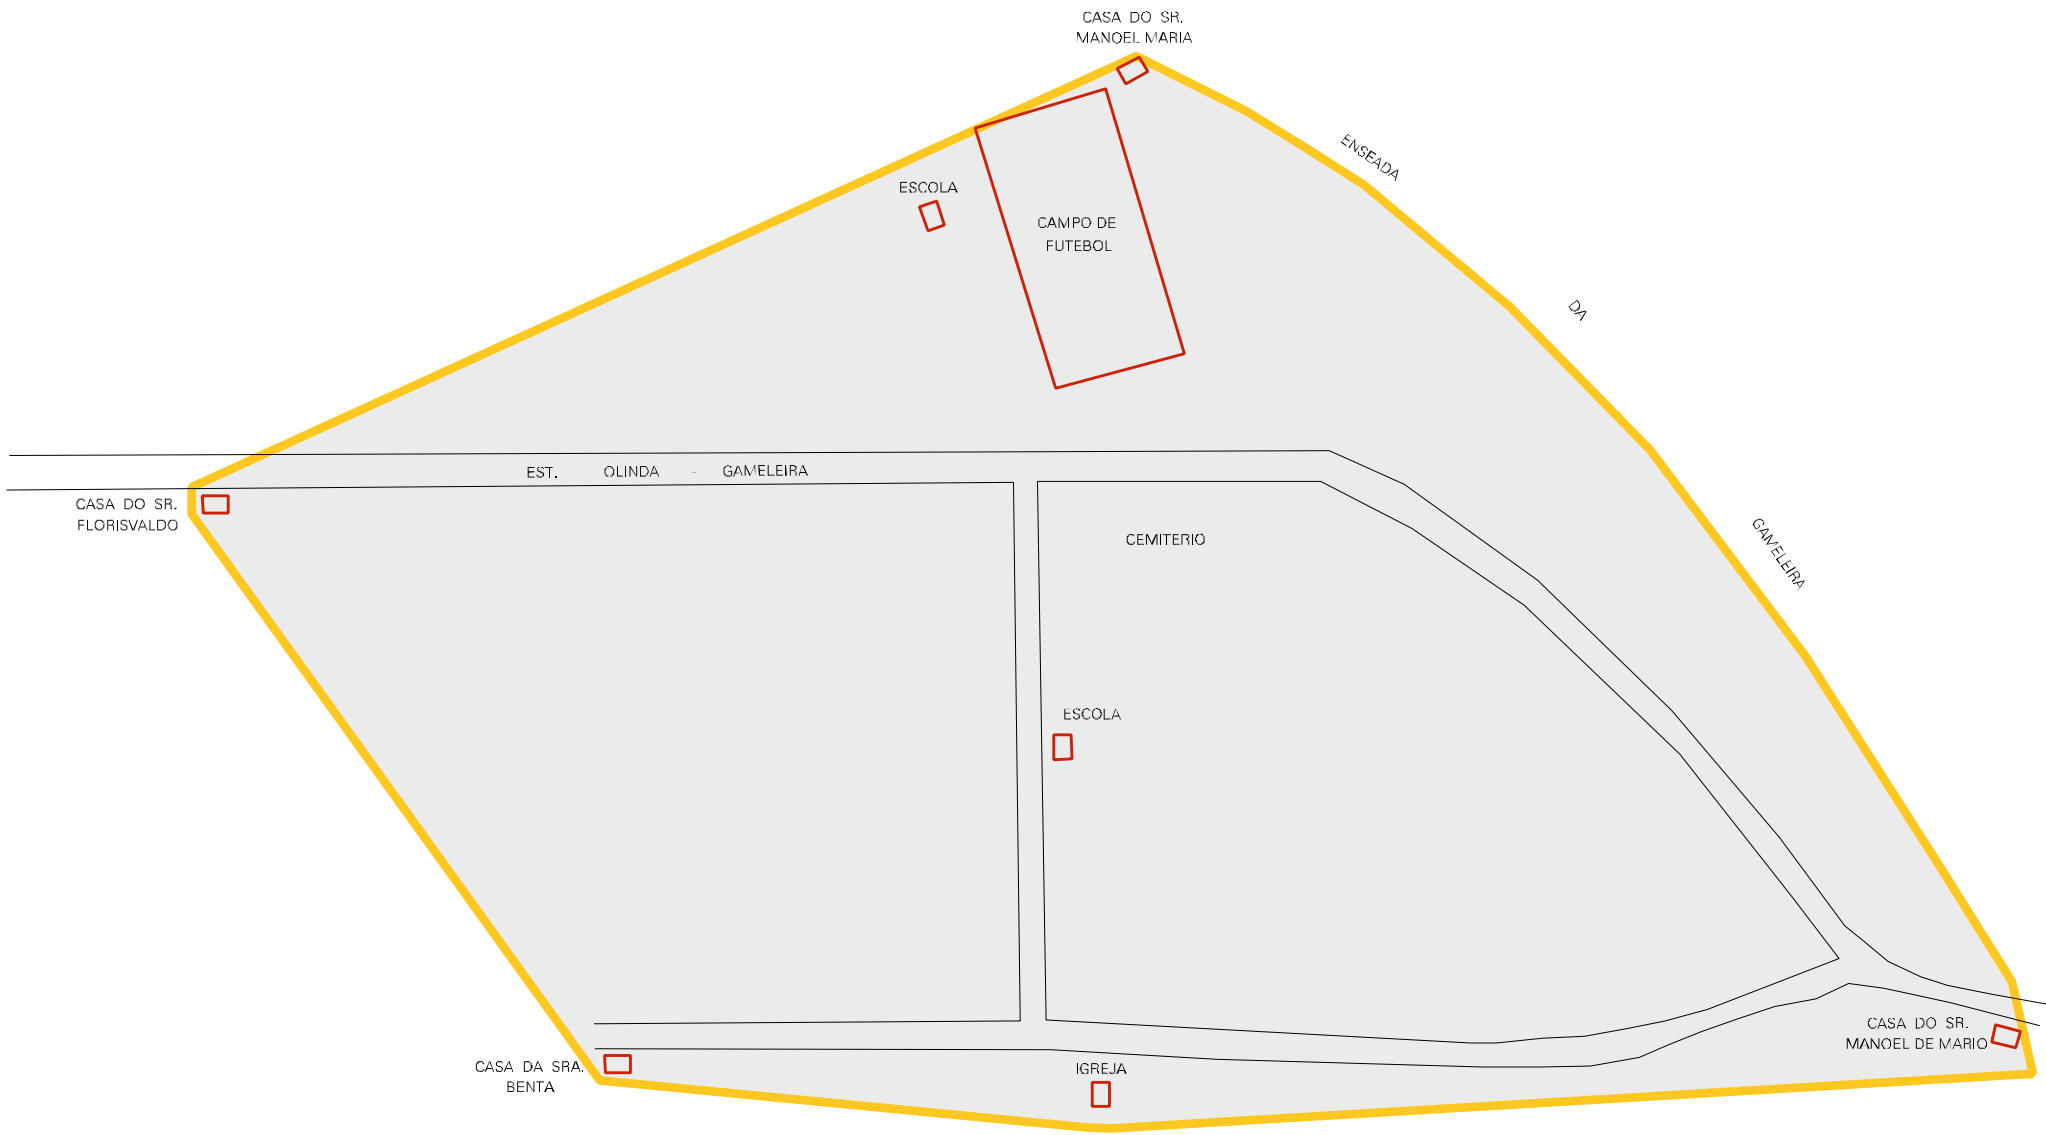 CASA DO SR.
MANOEL MARIA
ENSEADA
ESCOLA
CAMPO DE
FUTEBOL
DA
EST. OLINDA - GAMELEIRA
CASA DO SR.
FLORISVALDO
GAMELEIRA
CEMITERIO
ESCOLA
CASA DO SR.
MANOEL DE MARIO
CASA DA SRA.
BENTA
IGREJA